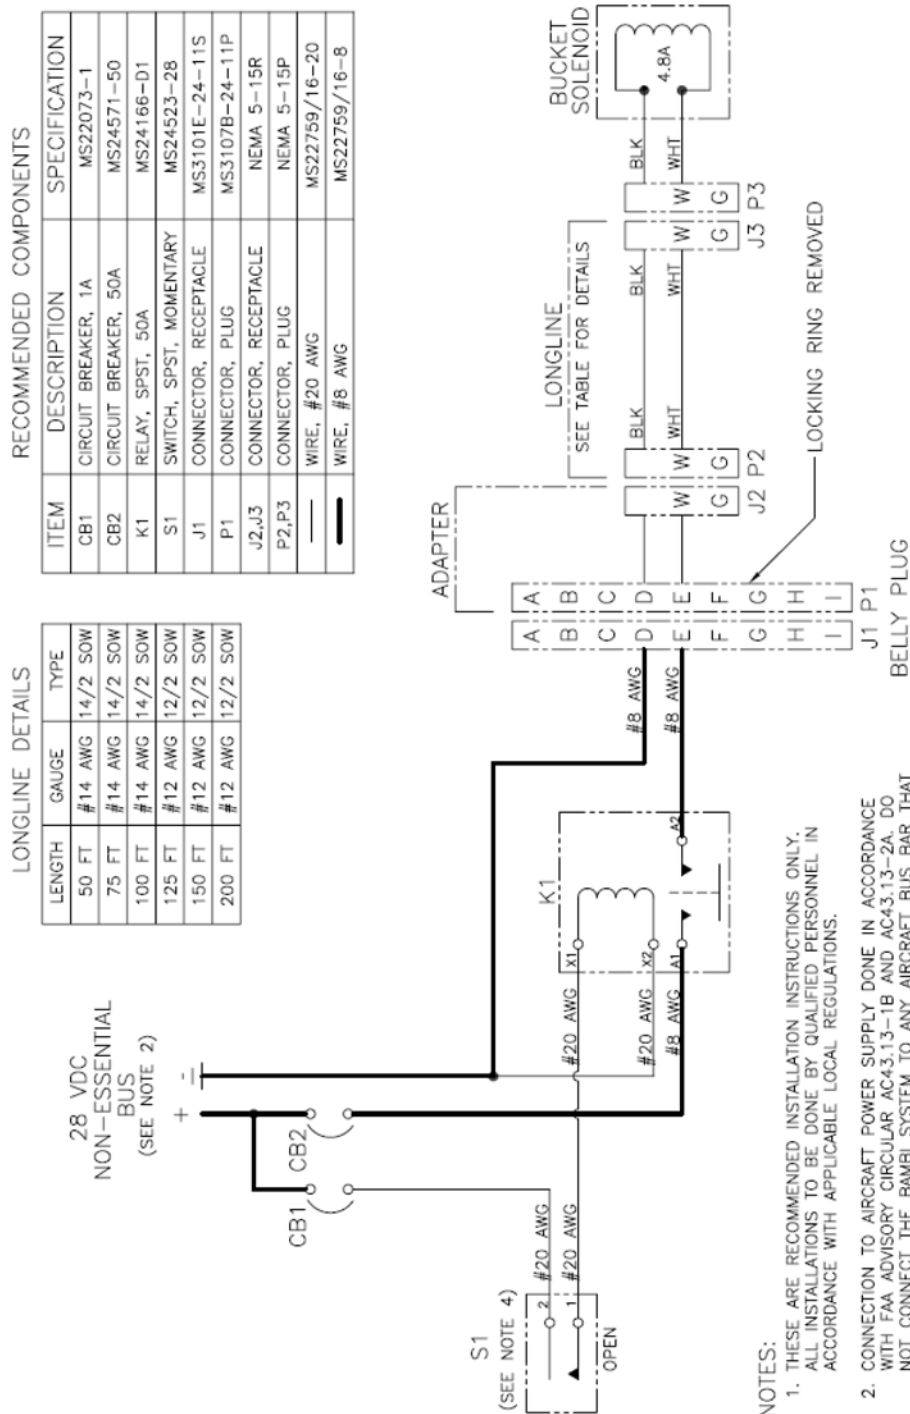 LONGLINE DETAILS
LENGTH GAUGE TYPE
50 FT #14 AWG 14/2 SOW
75 FT #14 AWG 14/2 SOW
100 FT #14 AWG 14/2 SOW
125 FT #12 AWG 12/2 SOW
150 FT #12 AWG 12/2 SOW
200 FT #12 AWG 12/2 SOW
RECOMMENDED COMPONENTS
ITEM DESCRIPTION SPECIFICATION
CB1 CIRCUIT BREAKER, 1A MS22073-1
CB2 CIRCUIT BREAKER, 50A MS24571-50
K1 RELAY, SPST, 50A MS24166-D1
S1 SWITCH, SPST, MOMENTARY MS24523-28
J1 CONNECTOR, RECEPTACLE MS3101E-24-11S
P1 CONNECTOR, PLUG MS3107B-24-11P
J2,J3 CONNECTOR, RECEPTACLE NEMA 5-15R
P2,P3 CONNECTOR, PLUG NEMA 5-15P
WIRE, #20 AWG MS22759/16-20
WIRE, #8 AWG MS22759/16-8
28 VDC
NON-ESSENTIAL
BUS
(SEE NOTE 2)
+ -
CB1
CB2
S1
(SEE NOTE 4)
2
1
OPEN
#20 AWG
#20 AWG
K1
X1
X2
A1
A2
#20 AWG
#20 AWG
#8 AWG
#8 AWG
#8 AWG
ADAPTER
A A
B B
C C
D D
E E
F F
G G
H H
I I
J1 P1
BELLY PLUG
LOCKING RING REMOVED
LONGLINE
SEE TABLE FOR DETAILS
W W
G G
J2 P2
BLK
WHT
BLK
WHT
W W
G G
J3 P3
BLK
WHT
BUCKET
SOLENOID
4.8A
NOTES:
1. THESE ARE RECOMMENDED INSTALLATION INSTRUCTIONS ONLY.
ALL INSTALLATIONS TO BE DONE BY QUALIFIED PERSONNEL IN
ACCORDANCE WITH APPLICABLE LOCAL REGULATIONS.
2. CONNECTION TO AIRCRAFT POWER SUPPLY DONE IN ACCORDANCE
WITH FAA ADVISORY CIRCULAR AC43.13-1B AND AC43.13-2A. DO
NOT CONNECT THE BAMBI SYSTEM TO ANY AIRCRAFT BUS BAR THAT